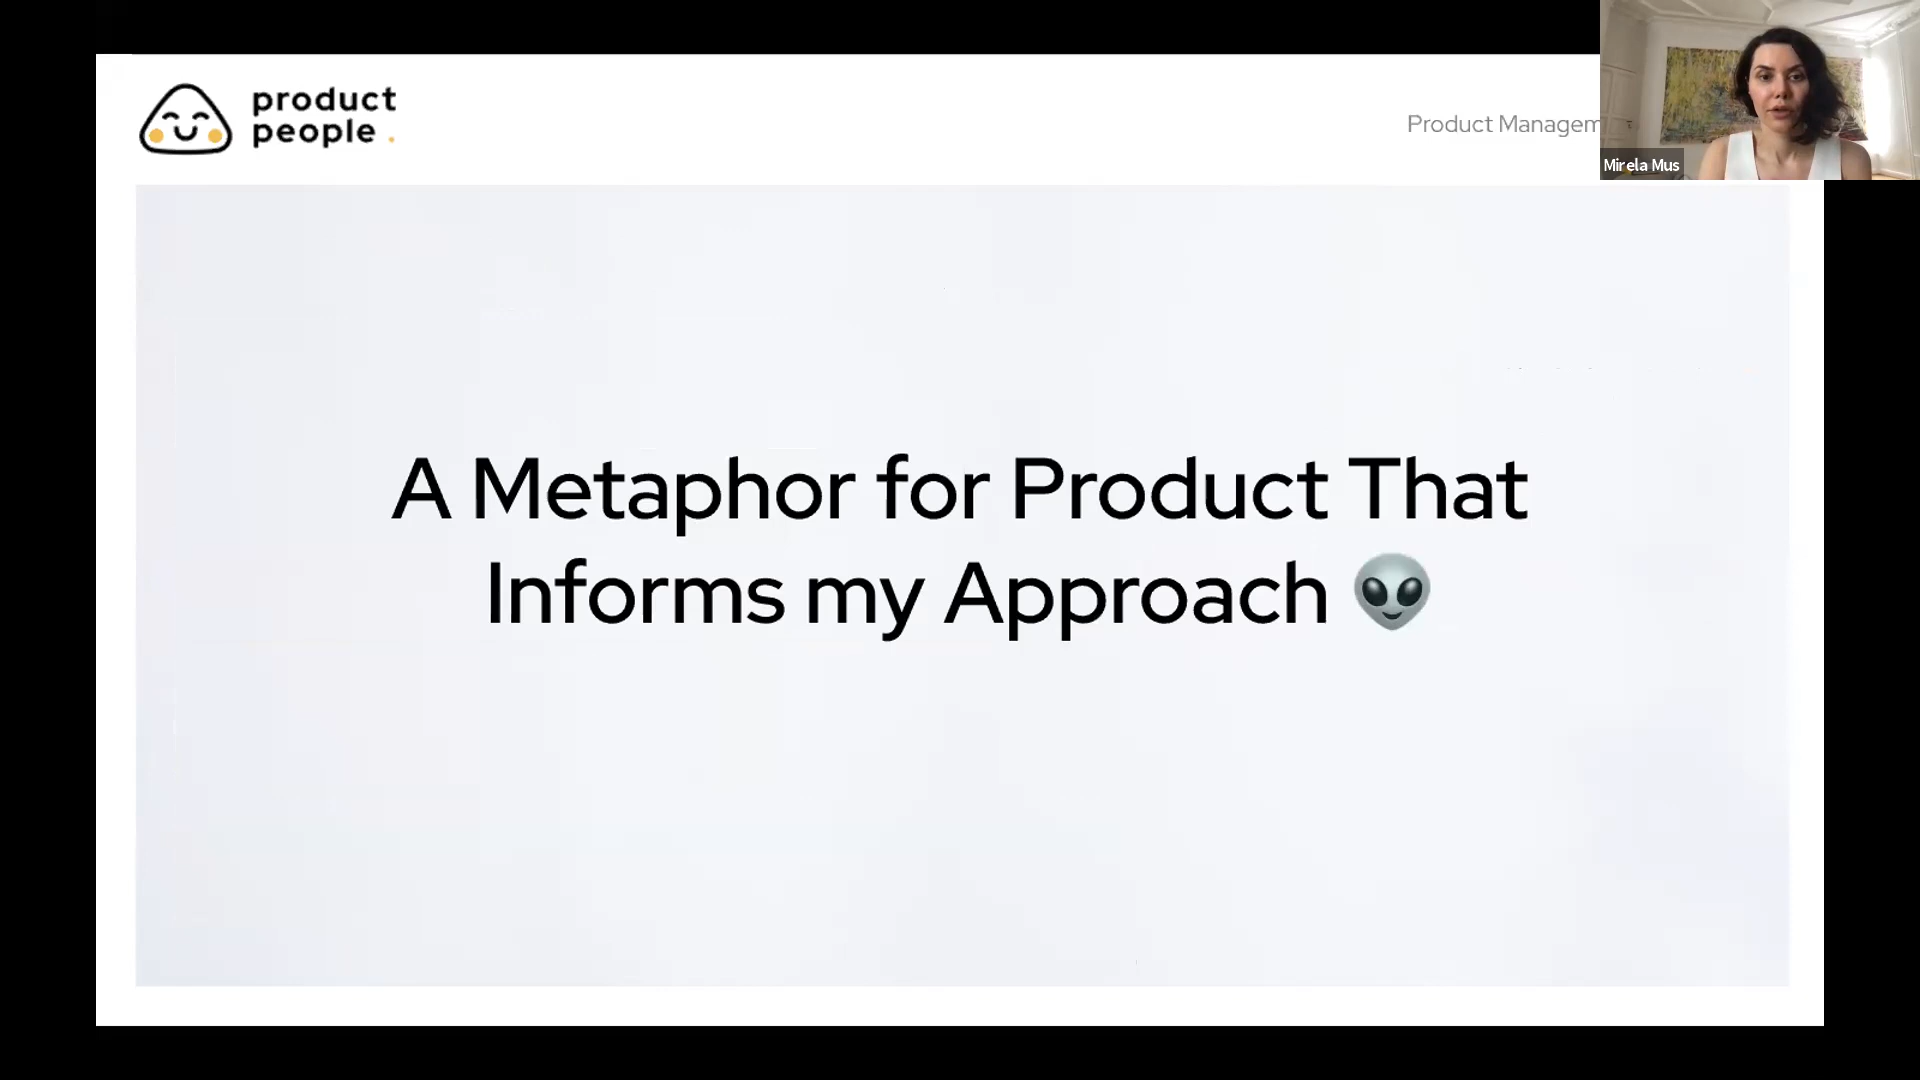 product
people .
Product Managem
Mirela Mus
A Metaphor for Product That
Informs my Approach 👽